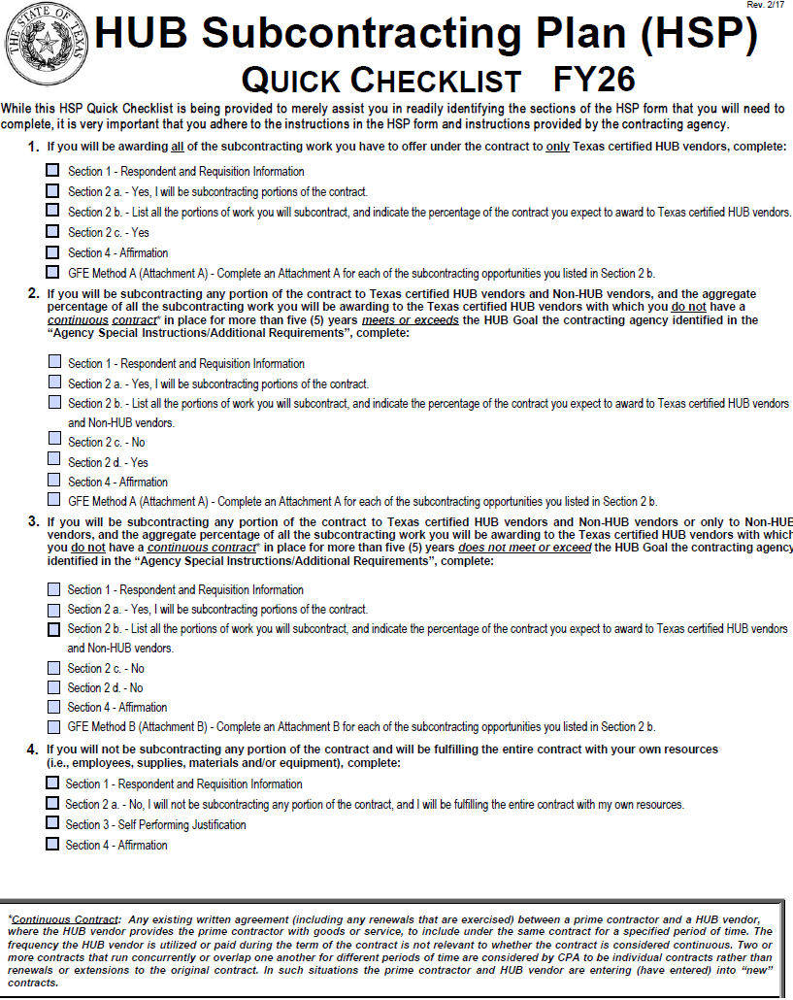 Rev. 2/17
THE STATE OF TEXAS
HUB Subcontracting Plan (HSP)
QUICK CHECKLIST FY26
While this HSP Quick Checklist is being provided to merely assist you in readily identifying the sections of the HSP form that you will need to
complete, it is very important that you adhere to the instructions in the HSP form and instructions provided by the contracting agency.
1. If you will be awarding all of the subcontracting work you have to offer under the contract to only Texas certified HUB vendors, complete:
Section 1 - Respondent and Requisition Information
Section 2 a. - Yes, I will be subcontracting portions of the contract.
Section 2 b. - List all the portions of work you will subcontract, and indicate the percentage of the contract you expect to award to Texas certified HUB vendors.
Section 2 c. - Yes
Section 4 - Affirmation
GFE Method A (Attachment A) - Complete an Attachment A for each of the subcontracting opportunities you listed in Section 2 b.
2. If you will be subcontracting any portion of the contract to Texas certified HUB vendors and Non-HUB vendors, and the aggregate
percentage of all the subcontracting work you will be awarding to the Texas certified HUB vendors with which you do not have a
continuous contract* in place for more than five (5) years meets or exceeds the HUB Goal the contracting agency identified in the
“Agency Special Instructions/Additional Requirements”, complete:
Section 1 - Respondent and Requisition Information
Section 2 a. - Yes, I will be subcontracting portions of the contract.
Section 2 b. - List all the portions of work you will subcontract, and indicate the percentage of the contract you expect to award to Texas certified HUB vendors
and Non-HUB vendors.
Section 2 c. - No
Section 2 d. - Yes
Section 4 - Affirmation
GFE Method A (Attachment A) - Complete an Attachment A for each of the subcontracting opportunities you listed in Section 2 b.
3. If you will be subcontracting any portion of the contract to Texas certified HUB vendors and Non-HUB vendors or only to Non-HUB
vendors, and the aggregate percentage of all the subcontracting work you will be awarding to the Texas certified HUB vendors with which
you do not have a continuous contract* in place for more than five (5) years does not meet or exceed the HUB Goal the contracting agency
identified in the “Agency Special Instructions/Additional Requirements”, complete:
Section 1 - Respondent and Requisition Information
Section 2 a. - Yes, I will be subcontracting portions of the contract.
Section 2 b. - List all the portions of work you will subcontract, and indicate the percentage of the contract you expect to award to Texas certified HUB vendors
and Non-HUB vendors.
Section 2 c. - No
Section 2 d. - No
Section 4 - Affirmation
GFE Method B (Attachment B) - Complete an Attachment B for each of the subcontracting opportunities you listed in Section 2 b.
4. If you will not be subcontracting any portion of the contract and will be fulfilling the entire contract with your own resources
(i.e., employees, supplies, materials and/or equipment), complete:
Section 1 - Respondent and Requisition Information
Section 2 a. - No, I will not be subcontracting any portion of the contract, and I will be fulfilling the entire contract with my own resources.
Section 3 - Self Performing Justification
Section 4 - Affirmation
*Continuous Contract: Any existing written agreement (including any renewals that are exercised) between a prime contractor and a HUB vendor,
where the HUB vendor provides the prime contractor with goods or service, to include under the same contract for a specified period of time. The
frequency the HUB vendor is utilized or paid during the term of the contract is not relevant to whether the contract is considered continuous. Two or
more contracts that run concurrently or overlap one another for different periods of time are considered by CPA to be individual contracts rather than
renewals or extensions to the original contract. In such situations the prime contractor and HUB vendor are entering (have entered) into “new”
contracts.